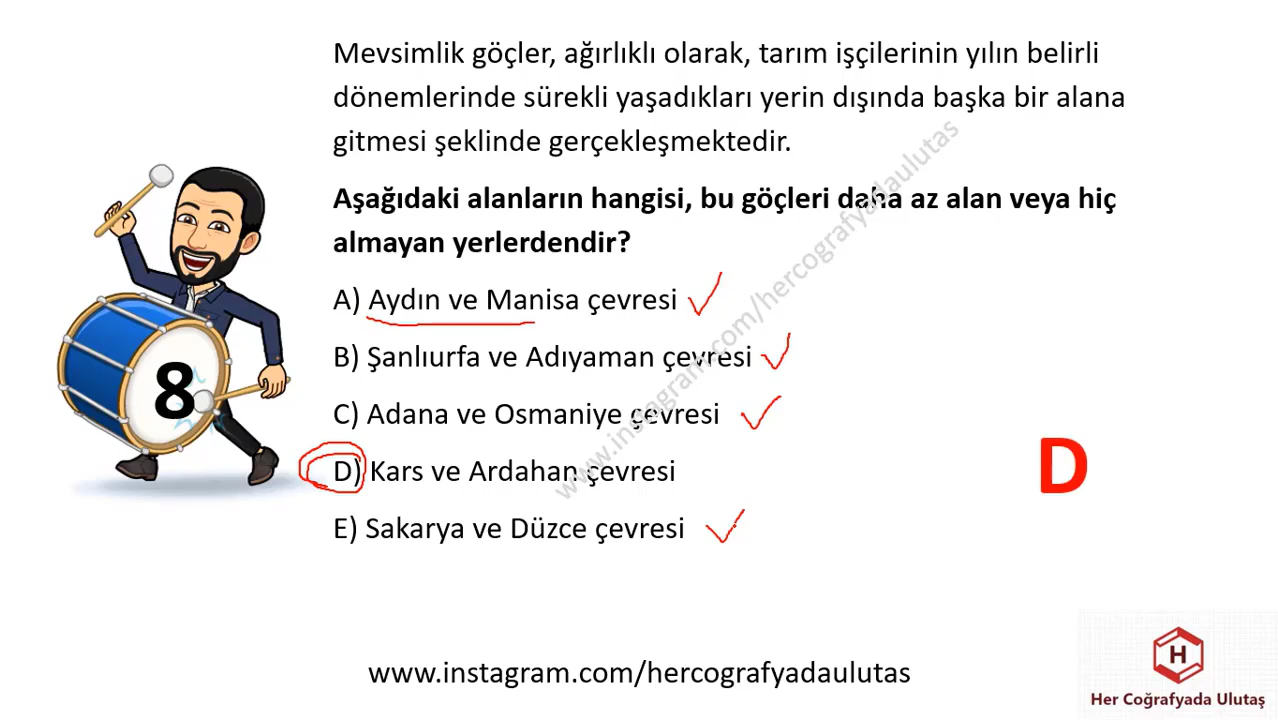 Mevsimlik göçler, ağırlıklı olarak, tarım işçilerinin yılın belirli
dönemlerinde sürekli yaşadıkları yerin dışında başka bir alana
gitmesi şeklinde gerçekleşmektedir.
Aşağıdaki alanların hangisi, bu göçleri daha az alan veya hiç
almayan yerlerdendir?
A) Aydın ve Manisa çevresi
B) Şanlıurfa ve Adıyaman çevresi
C) Adana ve Osmaniye çevresi
D) Kars ve Ardahan çevresi
E) Sakarya ve Düzce çevresi
8
D
www.instagram.com/hercografyadaulutas
www.instagram.com/hercografyadaulutas
H
Her Coğrafyada Ulutaş